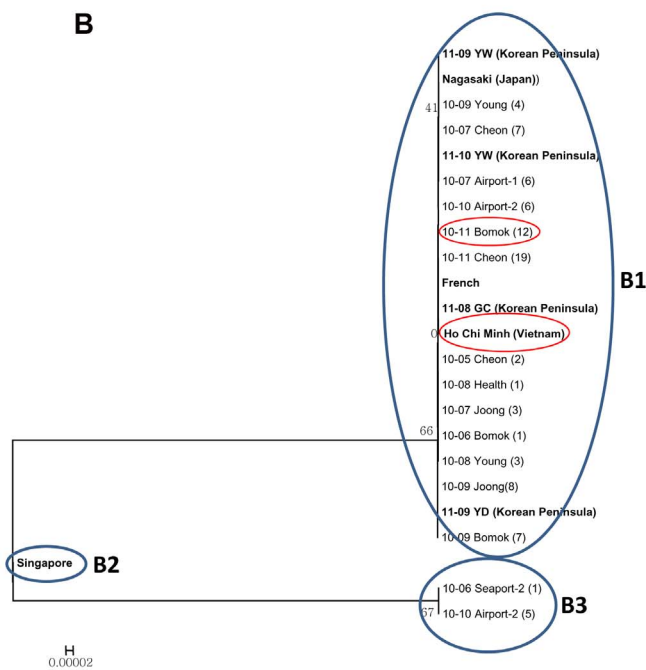 B
11-09 YW (Korean Peninsula)
Nagasaki (Japan))
41
10-09 Young (4)
10-07 Cheon (7)
11-10 YW (Korean Peninsula)
10-07 Airport-1 (6)
10-10 Airport-2 (6)
10-11 Bomok (12)
10-11 Cheon (19)
French
B1
11-08 GC (Korean Peninsula)
0
Ho Chi Minh (Vietnam)
10-05 Cheon (2)
10-08 Health (1)
10-07 Joong (3)
66
10-06 Bomok (1)
10-08 Young (3)
10-09 Joong(8)
11-09 YD (Korean Peninsula)
10-09 Bomok (7)
Singapore
B2
10-06 Seaport-2 (1)
B3
67
10-10 Airport-2 (5)
0.00002